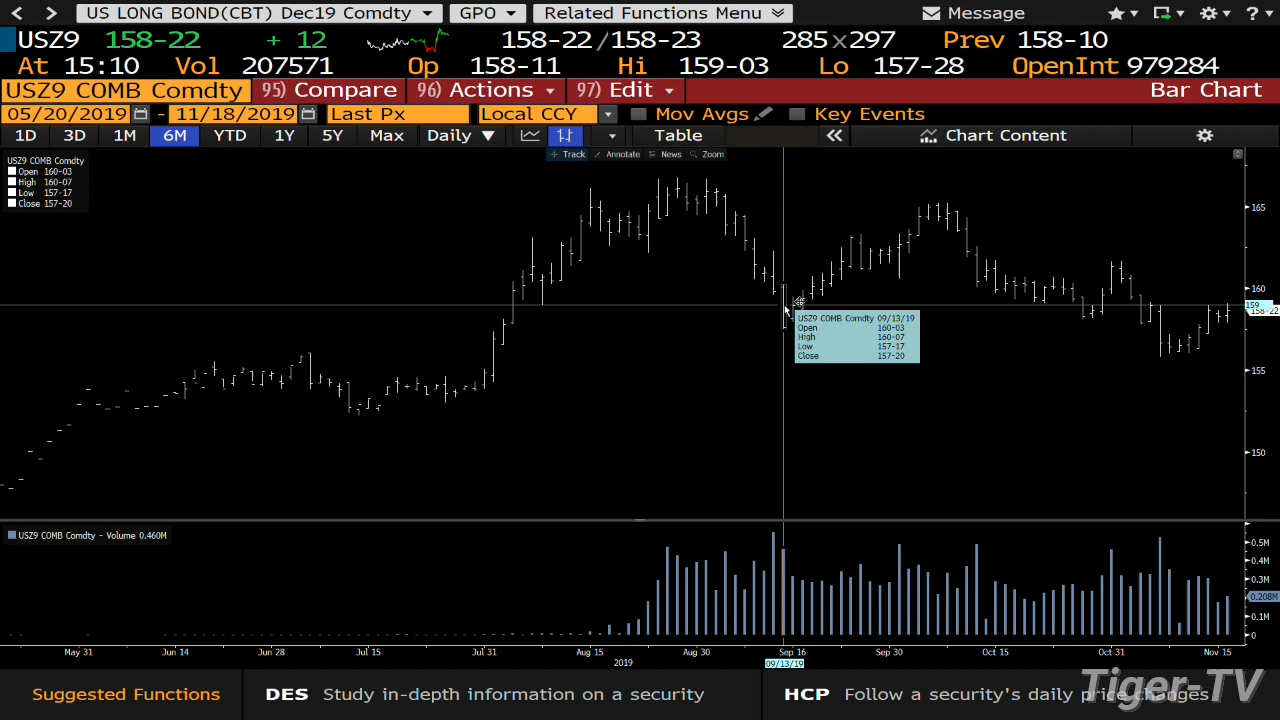 US LONG BOND(CBT) Dec19 Comdty GPO Related Functions Menu Message ?
USZ9 158-22 + 12 158-22/158-23 285x297 Prev 158-10
At 15:10 Vol 207571 Op 158-11 Hi 159-03 Lo 157-28 OpenInt 979284
USZ9 COMB Comdty 95) Compare 96) Actions 97) Edit Bar Chart
05/20/2019 - 11/18/2019 Last Px Local CCY Mov Avgs Key Events
1D 3D 1M 6M YTD 1Y 5Y Max Daily Table Chart Content
Track Annotate News Zoom
USZ9 COMB Comdty
Open 160-03
High 160-07
Low 157-17
Close 157-20
165
160
159
158-22
155
150
USZ9 COMB Comdty 09/13/19
Open 160-03
High 160-07
Low 157-17
Close 157-20
USZ9 COMB Comdty - Volume 0.460M
0.5M
0.4M
0.3M
0.208M
0.1M
0
May 31 Jun 14 Jun 28 Jul 15 Jul 31 Aug 15 Aug 30 Sep 16 Sep 30 Oct 15 Oct 31 Nov 15
2019 09/13/19
Suggested Functions DES Study in-depth information on a security HCP Follow a security's daily price changes
Tiger-TV